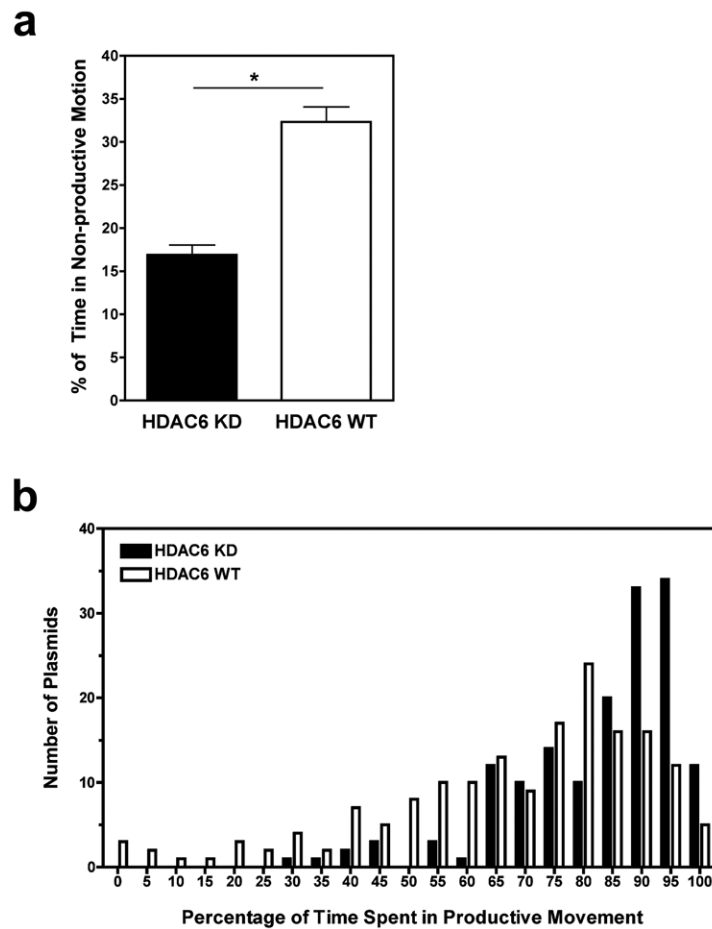 a
% of Time in Non-productive Motion
40
35
30
25
20
15
10
5
0
*
HDAC6 KD HDAC6 WT
b
Number of Plasmids
40
30
20
10
0
HDAC6 KD
HDAC6 WT
0 5 10 15 20 25 30 35 40 45 50 55 60 65 70 75 80 85 90 95 100
Percentage of Time Spent in Productive Movement